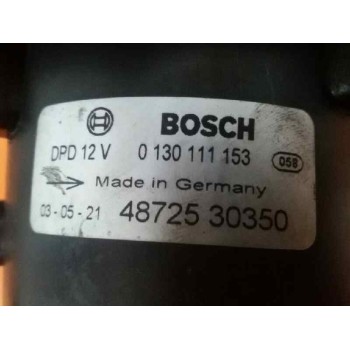 BOSCH
DPD 12 V 0 130 111 153 058
Made in Germany
03-05-21 48725 30350